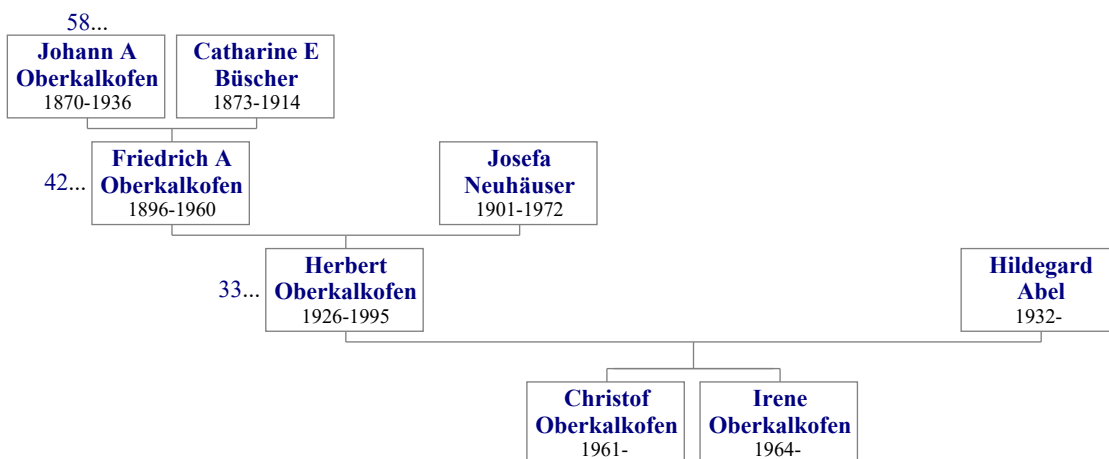 58...
Johann A
Oberkalkofen
1870-1936
Catharine E
Büscher
1873-1914
42...
Friedrich A
Oberkalkofen
1896-1960
Josefa
Neuhäuser
1901-1972
33...
Herbert
Oberkalkofen
1926-1995
Hildegard
Abel
1932-
Christof
Oberkalkofen
1961-
Irene
Oberkalkofen
1964-